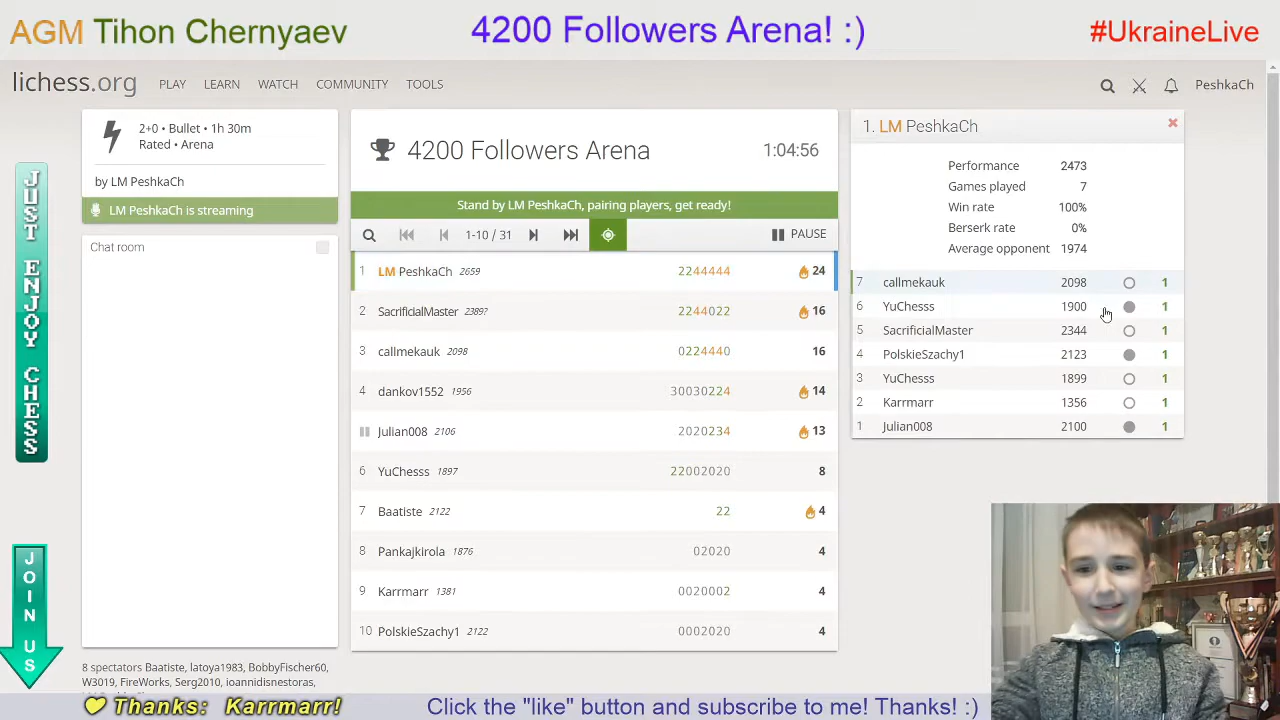 AGM Tihon Chernyaev
4200 Followers Arena! :)
#UkraineLive
lichess.org
PLAY LEARN WATCH COMMUNITY TOOLS
PeshkaCh
JUST ENJOY CHESS
JOIN US
2+0 • Bullet • 1h 30m
Rated • Arena
by LM PeshkaCh
LM PeshkaCh is streaming
Chat room
8 spectators Baatiste, latoya1983, BobbyFischer60,
W3019, FireWorks, Serg2010, ioannidisnestoras,
4200 Followers Arena 1:04:56
Stand by LM PeshkaCh, pairing players, get ready!
1-10 / 31 PAUSE
1 LM PeshkaCh 2659 2244444 24
2 SacrificialMaster 2389? 2244022 16
3 callmekauk 2098 0224440 16
4 dankov1552 1956 30030224 14
Julian008 2106 2020234 13
6 YuChesss 1897 22002020 8
7 Baatiste 2122 22 4
8 Pankajkirola 1876 02020 4
9 Karrmarr 1381 0020002 4
10 PolskieSzachy1 2122 0002020 4
1. LM PeshkaCh
Performance 2473
Games played 7
Win rate 100%
Berserk rate 0%
Average opponent 1974
7 callmekauk 2098 1
6 YuChesss 1900 1
5 SacrificialMaster 2344 1
4 PolskieSzachy1 2123 1
3 YuChesss 1899 1
2 Karrmarr 1356 1
1 Julian008 2100 1
Thanks: Karrmarr!
Click the "like" button and subscribe to me! Thanks! :)